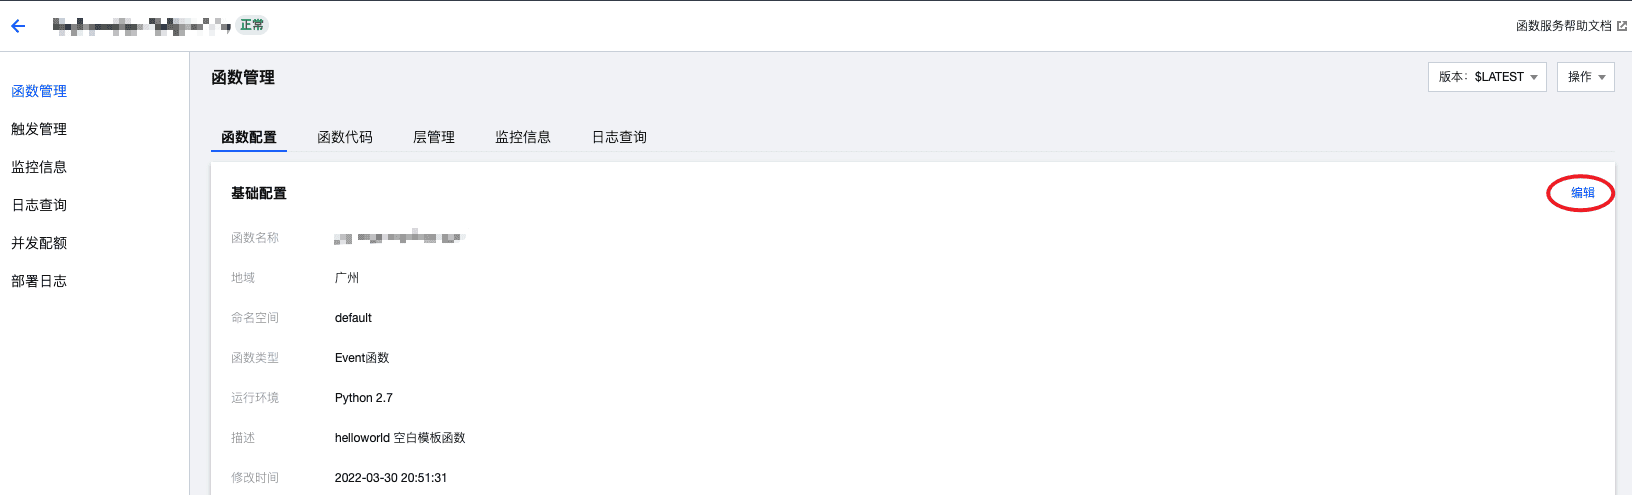 正常
函数服务帮助文档
函数管理
触发管理
监控信息
日志查询
并发配额
部署日志
函数管理
版本：$LATEST
操作
函数配置 函数代码 层管理 监控信息 日志查询
基础配置
编辑
函数名称
地域 广州
命名空间 default
函数类型 Event函数
运行环境 Python 2.7
描述 helloworld 空白模板函数
修改时间 2022-03-30 20:51:31